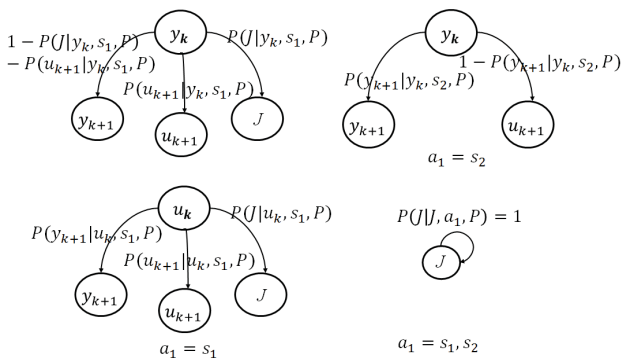 y_k
1 − P(J|y_k, s_1, P)
− P(u_{k+1}|y_k, s_1, P)
P(J|y_k, s_1, P)
P(u_{k+1}|y_k, s_1, P)
y_{k+1}
u_{k+1}
J
y_k
1 − P(y_{k+1}|y_k, s_2, P)
P(y_{k+1}|y_k, s_2, P)
y_{k+1}
u_{k+1}
a_1 = s_2
u_k
P(y_{k+1}|u_k, s_1, P)
P(J|u_k, s_1, P)
P(u_{k+1}|u_k, s_1, P)
y_{k+1}
u_{k+1}
J
a_1 = s_1
P(J|J, a_1, P) = 1
J
a_1 = s_1, s_2